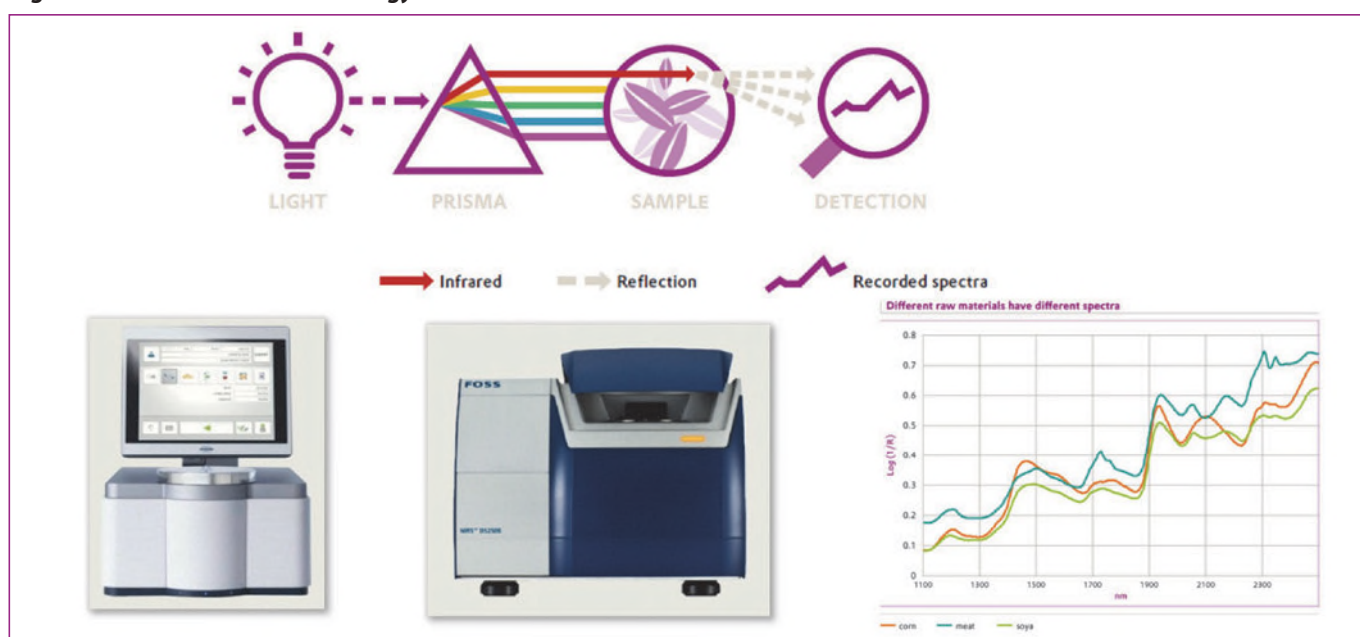 LIGHT
PRISMA
SAMPLE
DETECTION
Infrared
Reflection
Recorded spectra
Different raw materials have different spectra
FOSS
Log (1/R)
0.8
0.7
0.6
0.5
0.4
0.3
0.2
0.1
0
1100
1300
1500
1700
1900
2100
2300
nm
corn
meat
soya